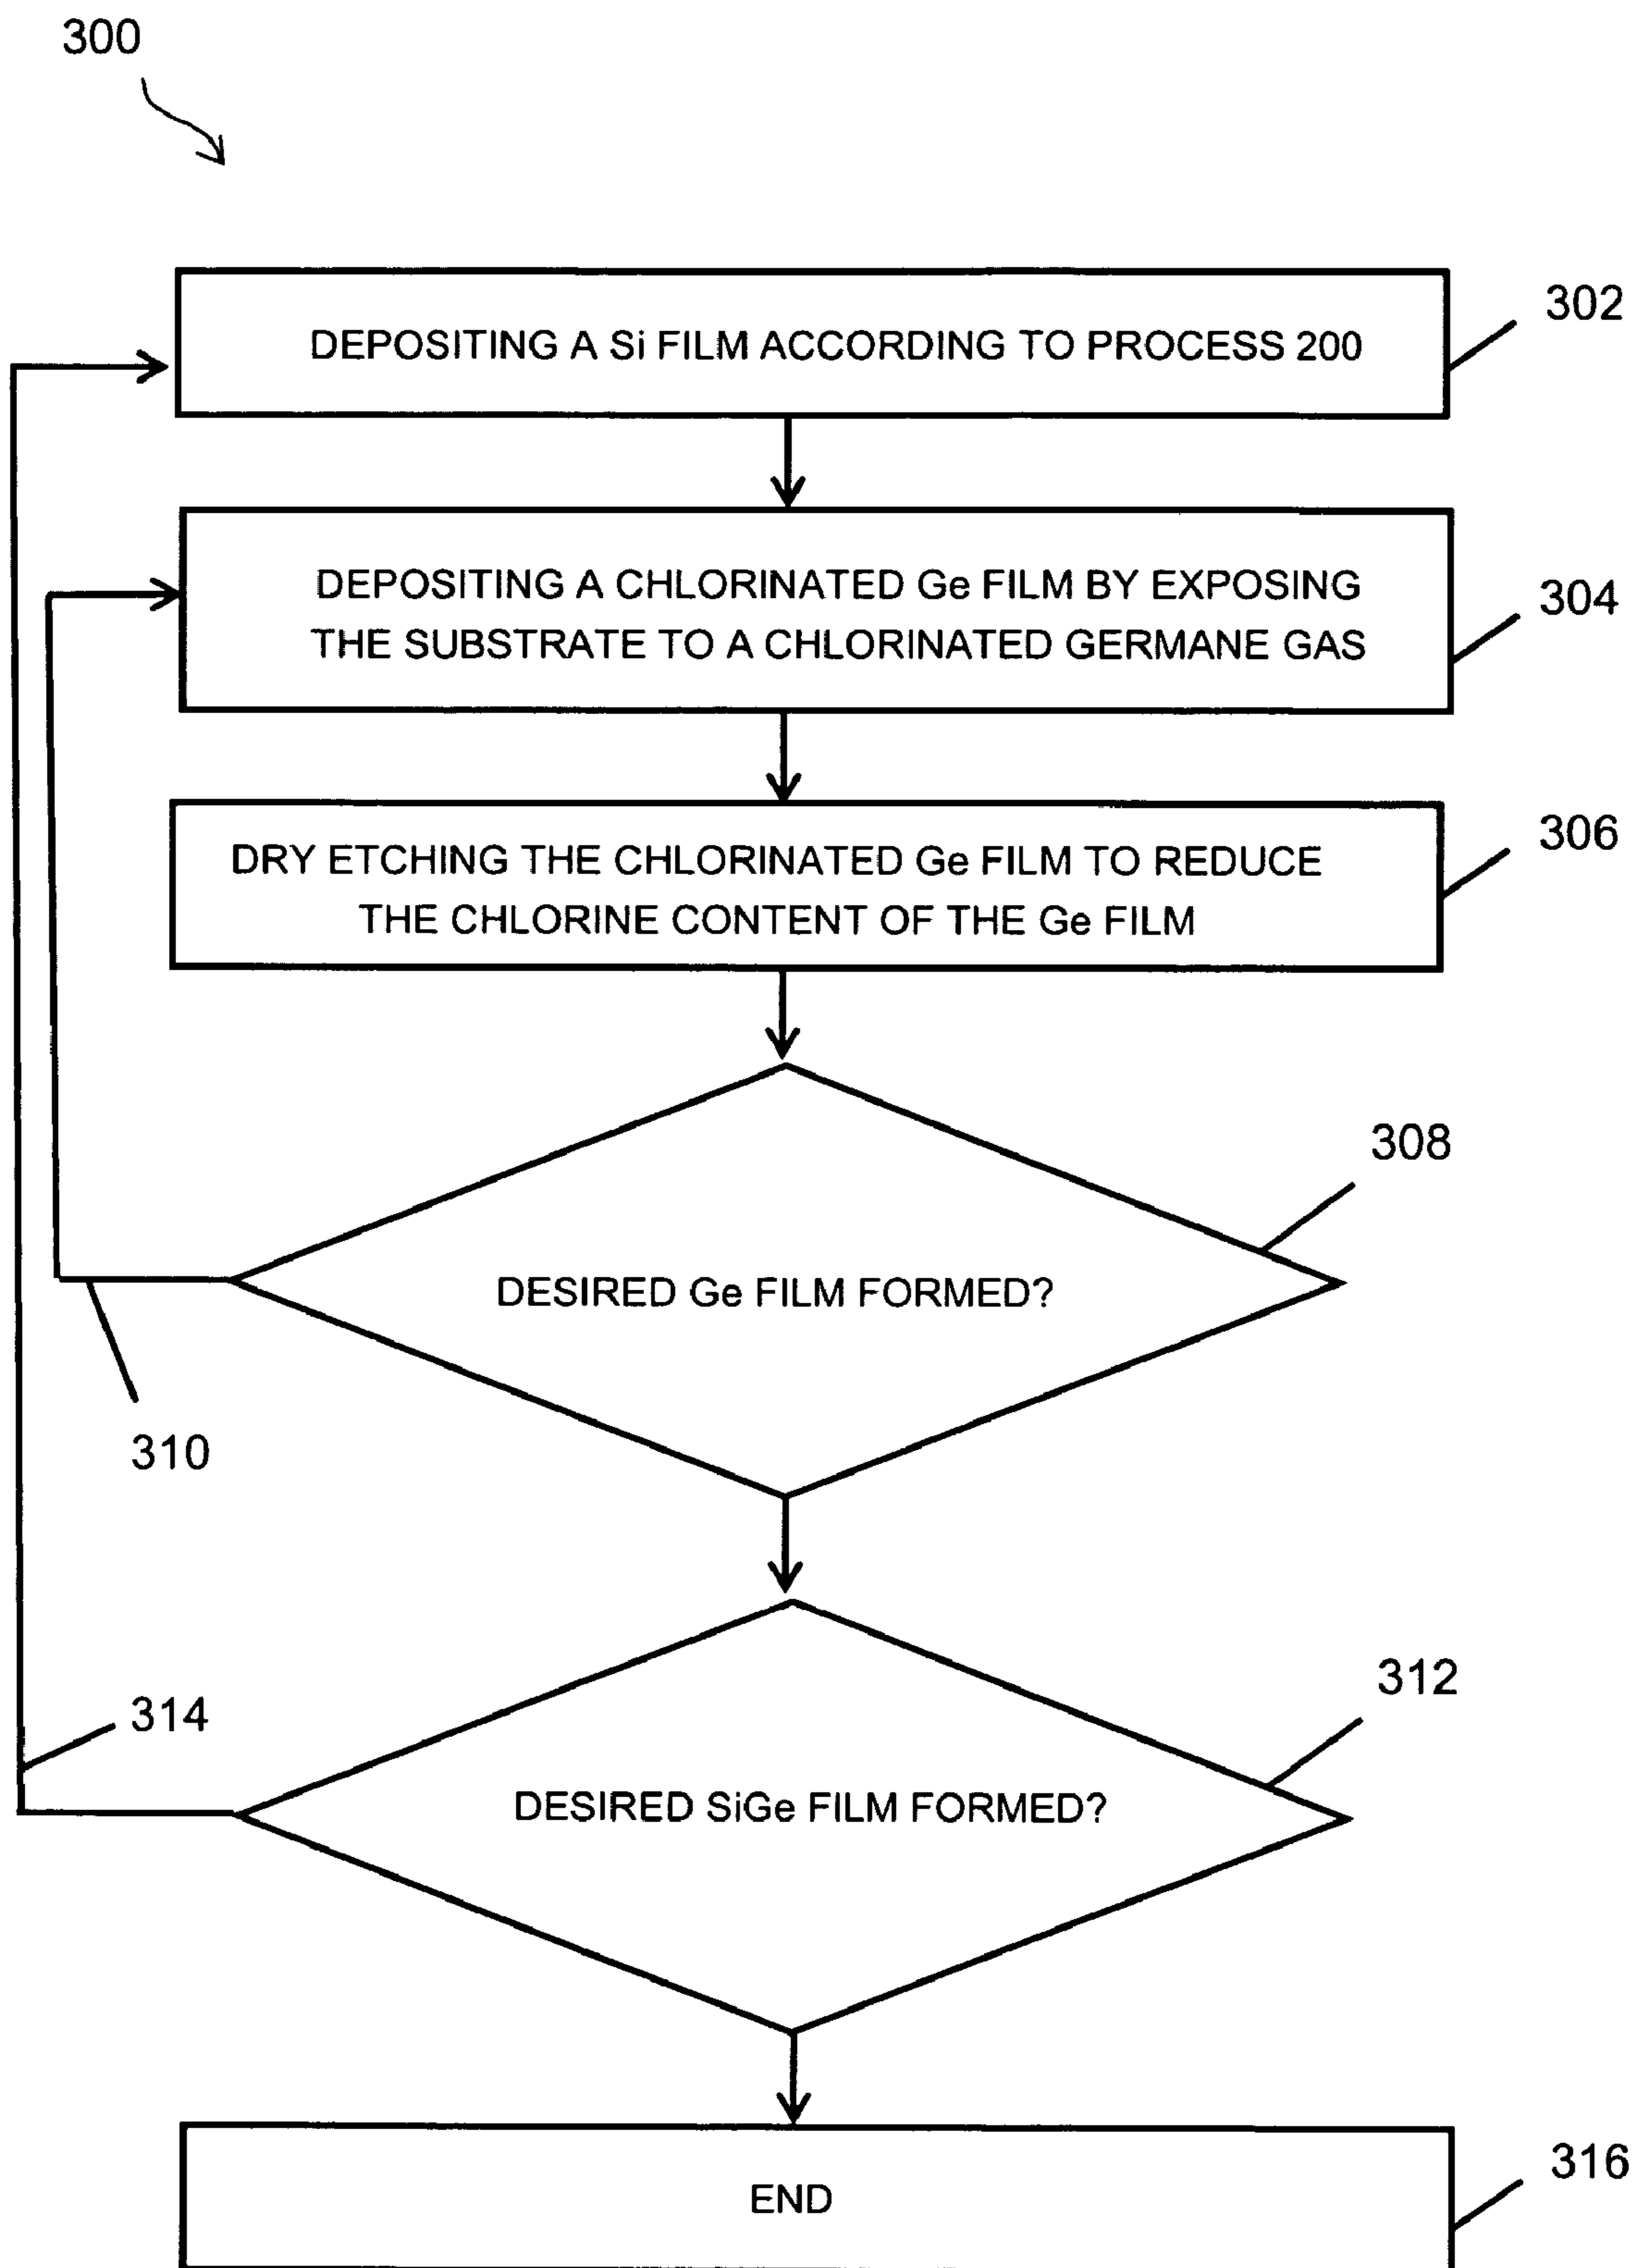 300
DEPOSITING A Si FILM ACCORDING TO PROCESS 200
302
DEPOSITING A CHLORINATED Ge FILM BY EXPOSING
THE SUBSTRATE TO A CHLORINATED GERMANE GAS
304
DRY ETCHING THE CHLORINATED Ge FILM TO REDUCE
THE CHLORINE CONTENT OF THE Ge FILM
306
308
DESIRED Ge FILM FORMED?
310
312
314
DESIRED SiGe FILM FORMED?
316
END